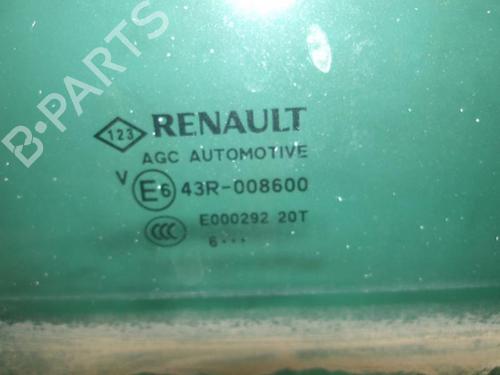 B-PARTS
123 RENAULT
AGC AUTOMOTIVE
V E6 43R-008600
CCC E000292 20T
6···